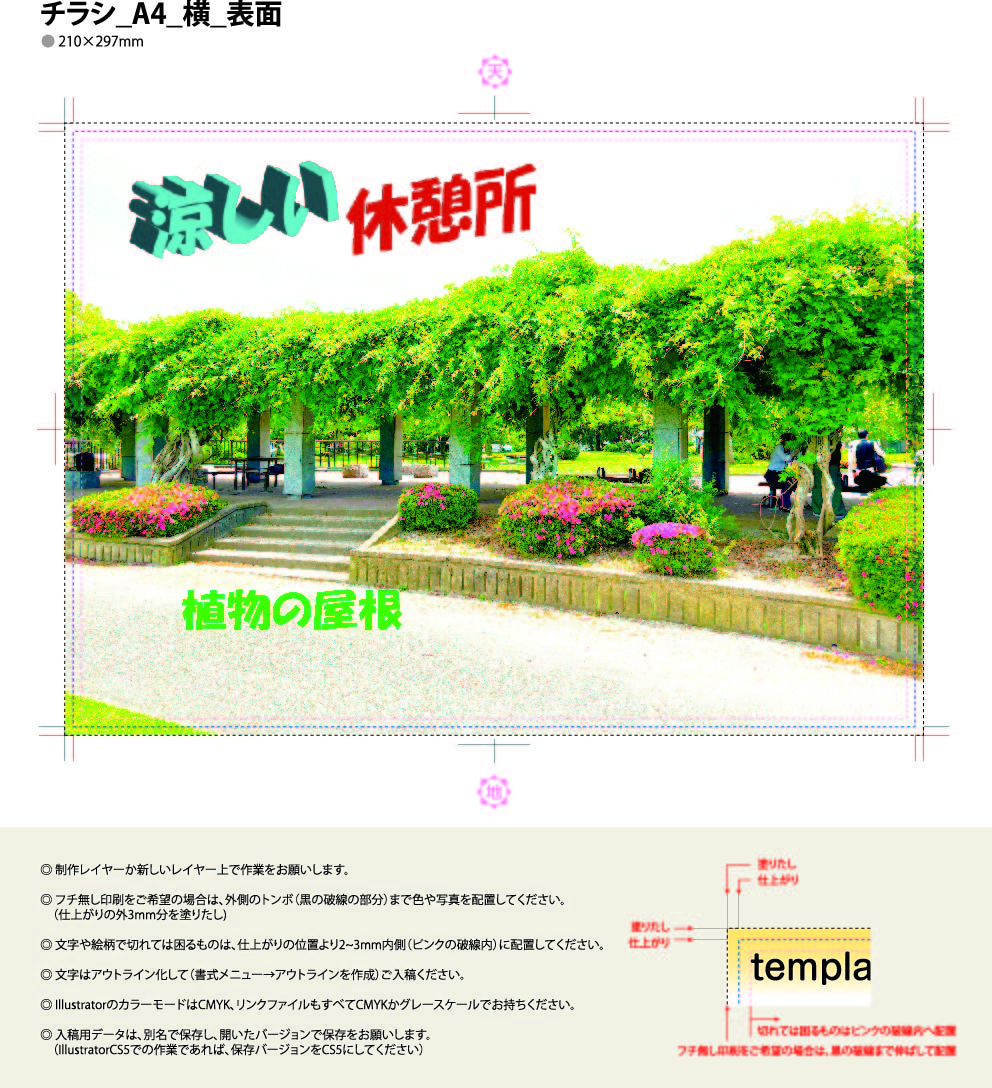 チラシ_A4_横_表面
● 210×297mm
天
涼しい 休憩所
植物の屋根
地
◎ 制作レイヤーか新しいレイヤー上で作業をお願いします。
◎ フチ無し印刷をご希望の場合は、外側のトンボ（黒の破線の部分）まで色や写真を配置してください。
（仕上がりの外3mm分を塗りたし）
◎ 文字や絵柄で切れては困るものは、仕上がりの位置より2~3mm内側（ピンクの破線内）に配置してください。
◎ 文字はアウトライン化して（書式メニュー→アウトラインを作成）ご入稿ください。
◎ IllustratorのカラーモードはCMYK、リンクファイルもすべてCMYKかグレースケールでお持ちください。
◎ 入稿用データは、別名で保存し、開いたバージョンで保存をお願いします。
（IllustratorCS5での作業であれば、保存バージョンをCS5にしてください）
塗りたし
仕上がり
塗りたし
仕上がり
templa
切れては困るものはピンクの破線内へ配置
フチ無し印刷をご希望の場合は、黒の破線まで伸ばして配置